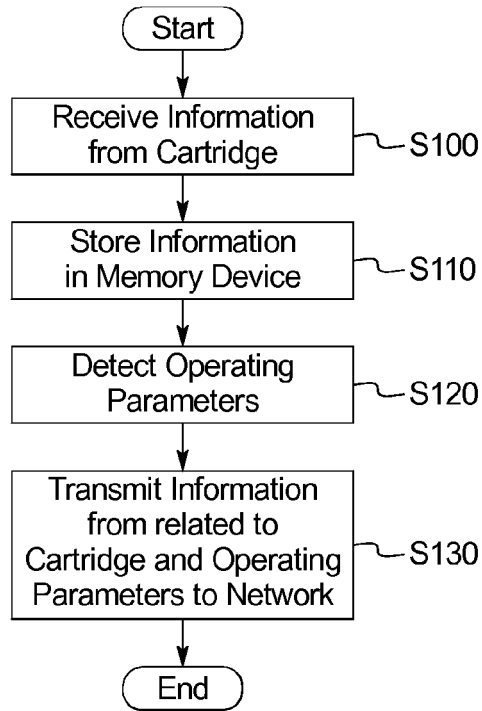 Start
Receive Information
from Cartridge
S100
Store Information
in Memory Device
S110
Detect Operating
Parameters
S120
Transmit Information
from related to
Cartridge and Operating
Parameters to Network
S130
End